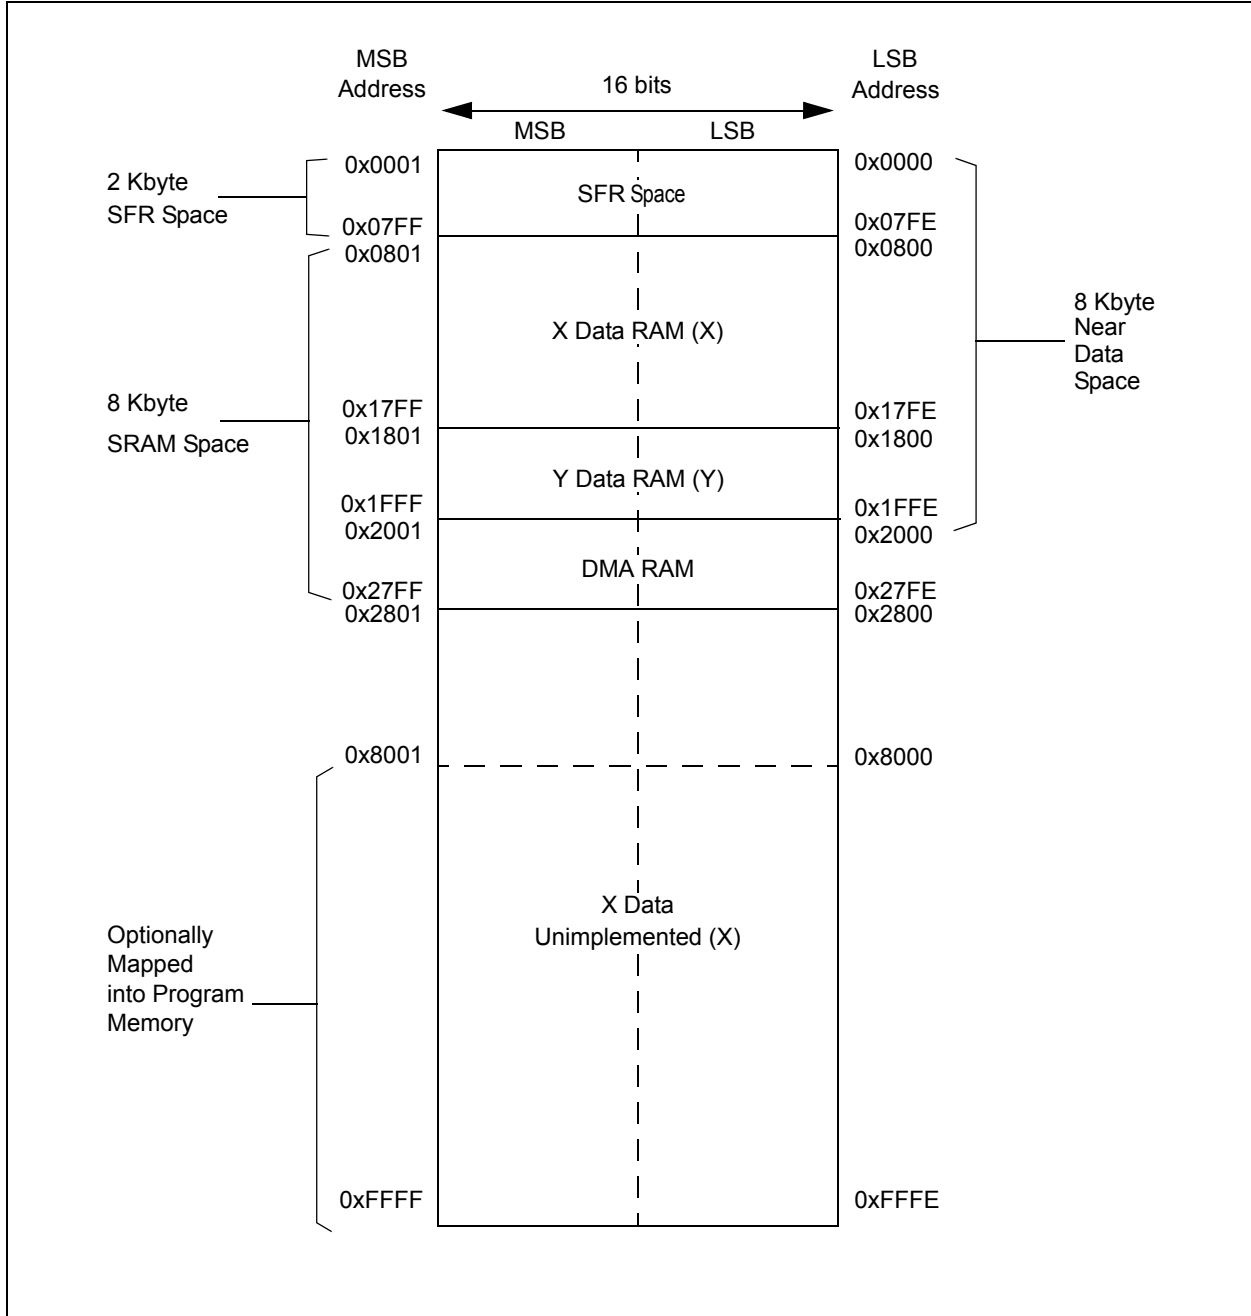 MSB
Address
16 bits
LSB
Address
MSB
LSB
2 Kbyte
SFR Space
0x0001
SFR Space
0x0000
0x07FF
0x07FE
0x0801
0x0800
8 Kbyte
Near
Data
Space
X Data RAM (X)
8 Kbyte
SRAM Space
0x17FF
0x17FE
0x1801
0x1800
Y Data RAM (Y)
0x1FFF
0x1FFE
0x2001
0x2000
DMA RAM
0x27FF
0x27FE
0x2801
0x2800
0x8001
0x8000
Optionally
Mapped
into Program
Memory
X Data
Unimplemented (X)
0xFFFF
0xFFFE